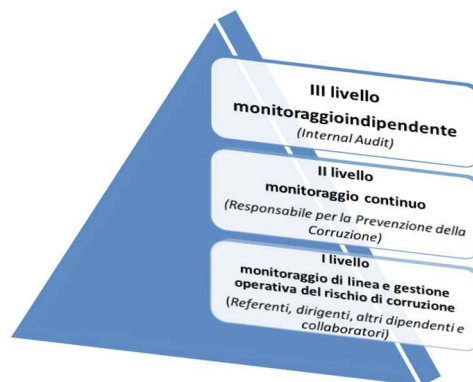 III livello
monitoraggioindipendente
(Internal Audit)
II livello
monitoraggio continuo
(Responsabile per la Prevenzione della
Corruzione)
I livello
monitoraggio di linea e gestione
operativa del rischio di corruzione
(Referenti, dirigenti, altri dipendenti e
collaboratori)